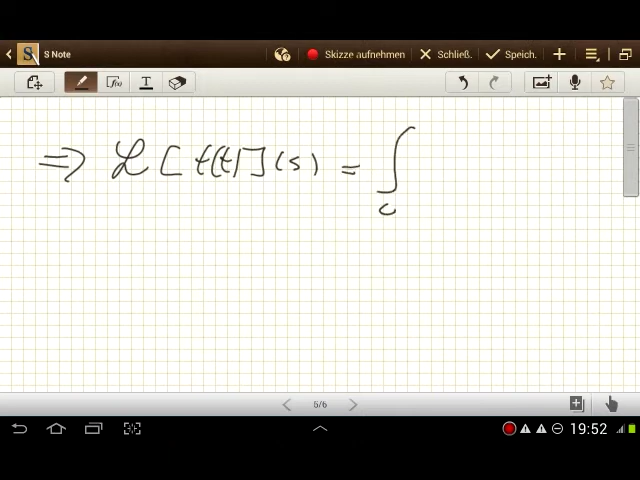 S Note
Skizze aufnehmen
Schließ.
Speich.
f(x)
T
⇒ ℒ[f(t)](s) = ∫₀
5/6
19:52